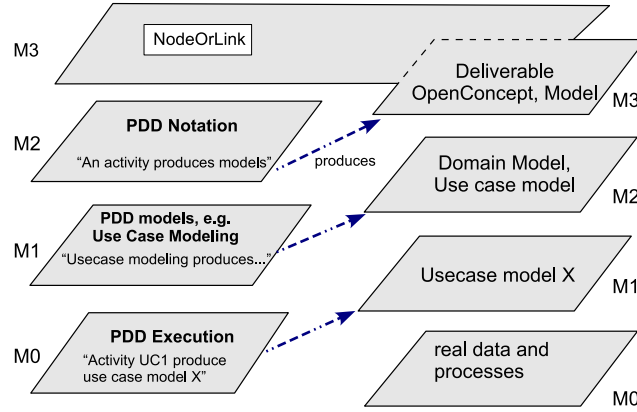 M3
NodeOrLink
Deliverable
OpenConcept, Model
M3
M2
PDD Notation
“An activity produces models”
produces
Domain Model,
Use case model
M2
M1
PDD models, e.g.
Use Case Modeling
“Usecase modeling produces...”
Usecase model X
M1
M0
PDD Execution
“Activity UC1 produce
use case model X”
real data and
processes
M0